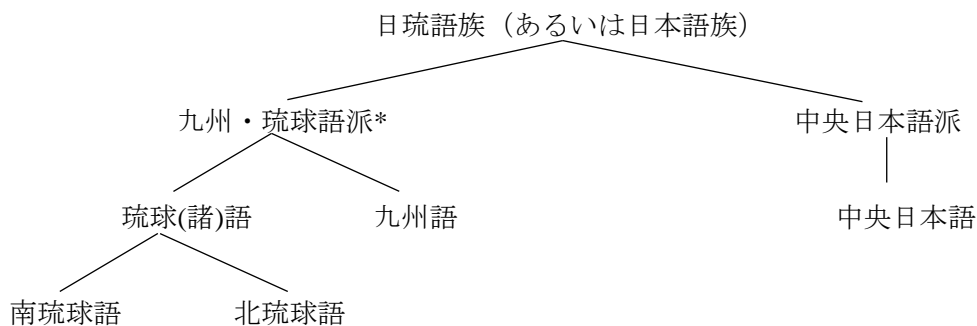 日琉語族（あるいは日本語族）
九州・琉球語派*
中央日本語派
琉球(諸)語
九州語
中央日本語
南琉球語
北琉球語